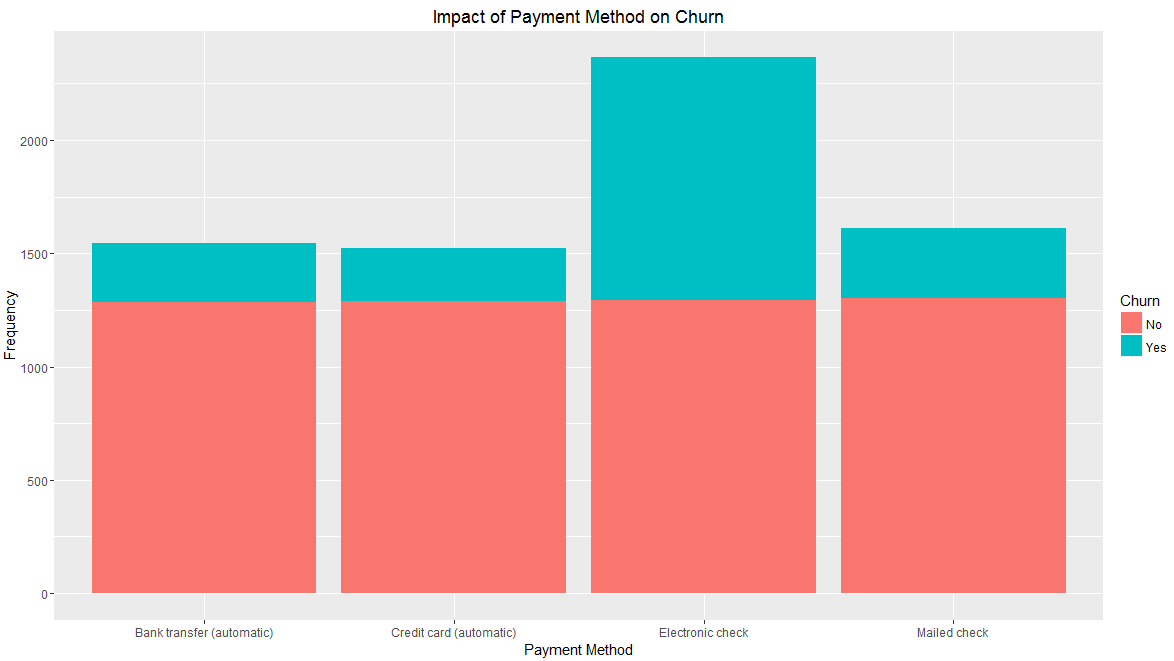 Impact of Payment Method on Churn
Frequency
2000
1500
1000
500
0
Bank transfer (automatic)
Credit card (automatic)
Electronic check
Mailed check
Payment Method
Churn
No
Yes